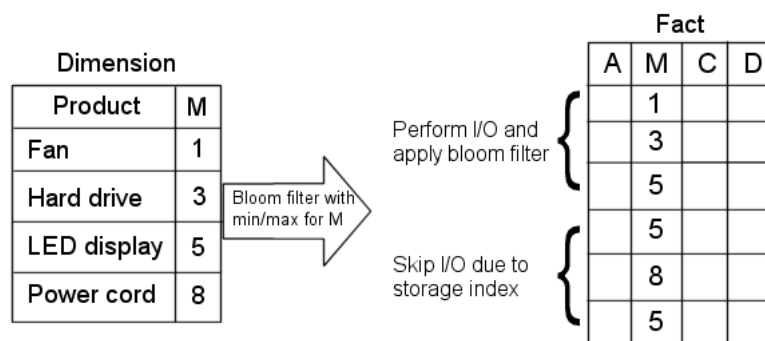 Dimension
Product M
Fan 1
Hard drive 3
LED display 5
Power cord 8
Bloom filter with
min/max for M
Perform I/O and
apply bloom filter
Skip I/O due to
storage index
Fact
A M C D
1
3
5
5
8
5